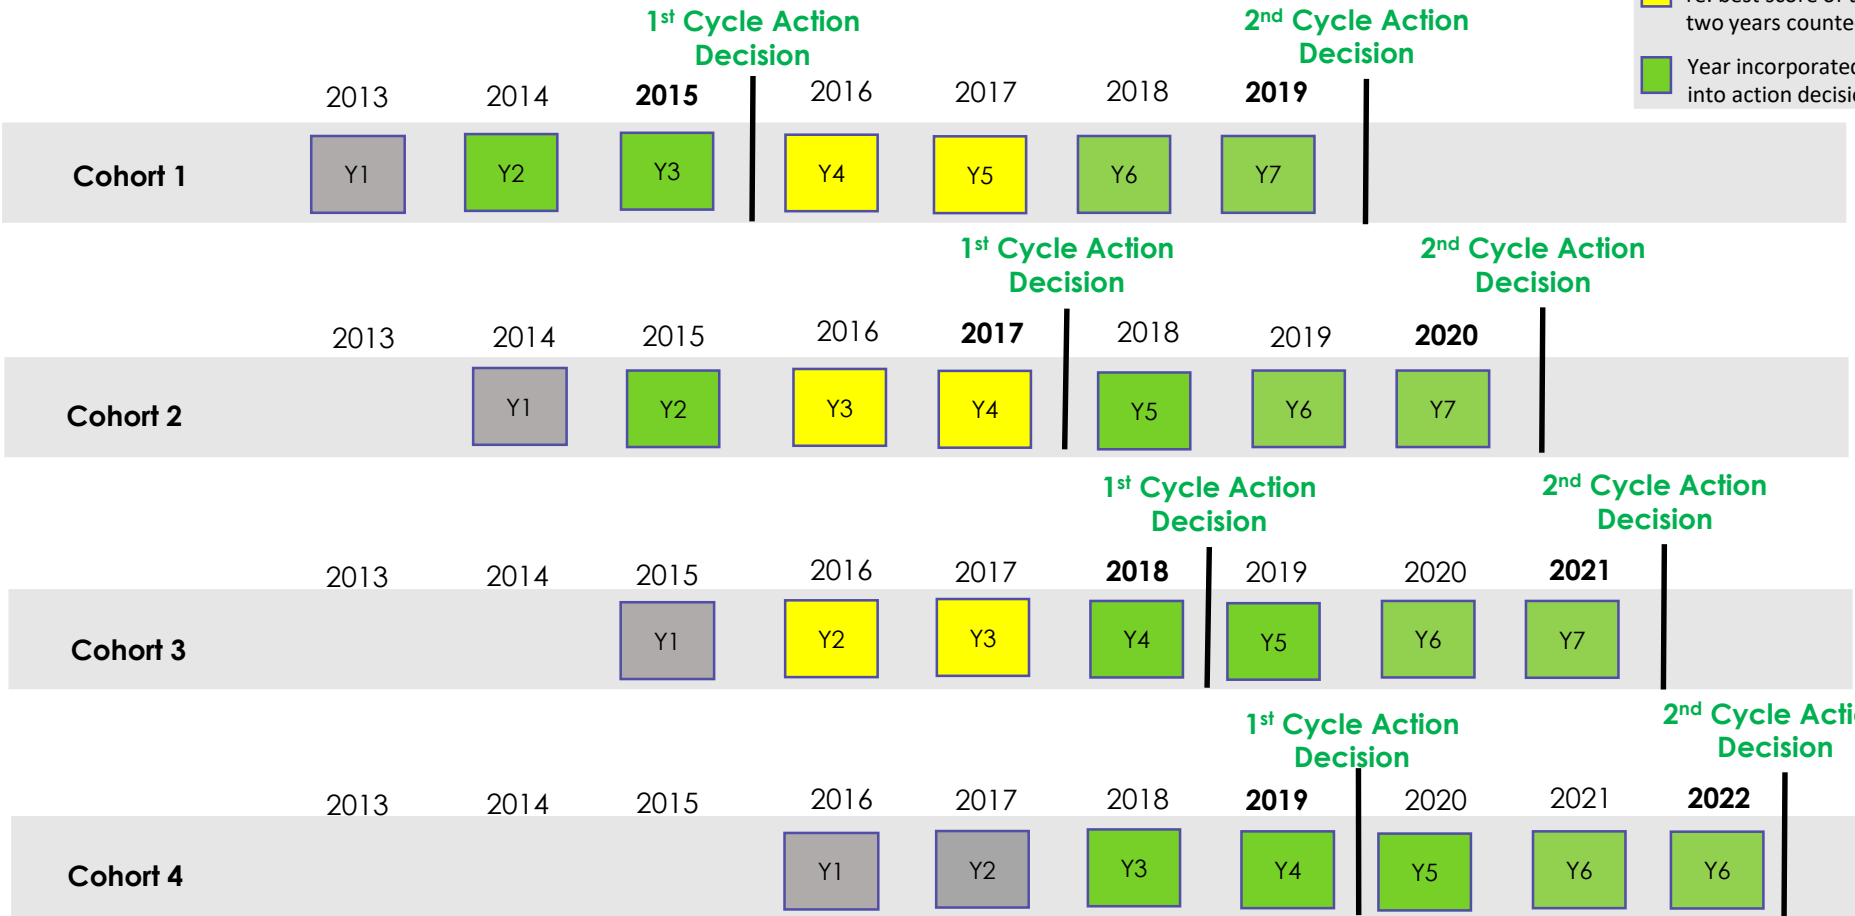 1st Cycle Action
Decision
2nd Cycle Action
Decision
two years counte
Year incorporated
into action decisi
2013 2014 2015 2016 2017 2018 2019
Cohort 1 Y1 Y2 Y3 Y4 Y5 Y6 Y7
1st Cycle Action
Decision
2nd Cycle Action
Decision
2013 2014 2015 2016 2017 2018 2019 2020
Cohort 2 Y1 Y2 Y3 Y4 Y5 Y6 Y7
1st Cycle Action
Decision
2nd Cycle Action
Decision
2013 2014 2015 2016 2017 2018 2019 2020 2021
Cohort 3 Y1 Y2 Y3 Y4 Y5 Y6 Y7
1st Cycle Action
Decision
2nd Cycle Acti
Decision
2013 2014 2015 2016 2017 2018 2019 2020 2021 2022
Cohort 4 Y1 Y2 Y3 Y4 Y5 Y6 Y6